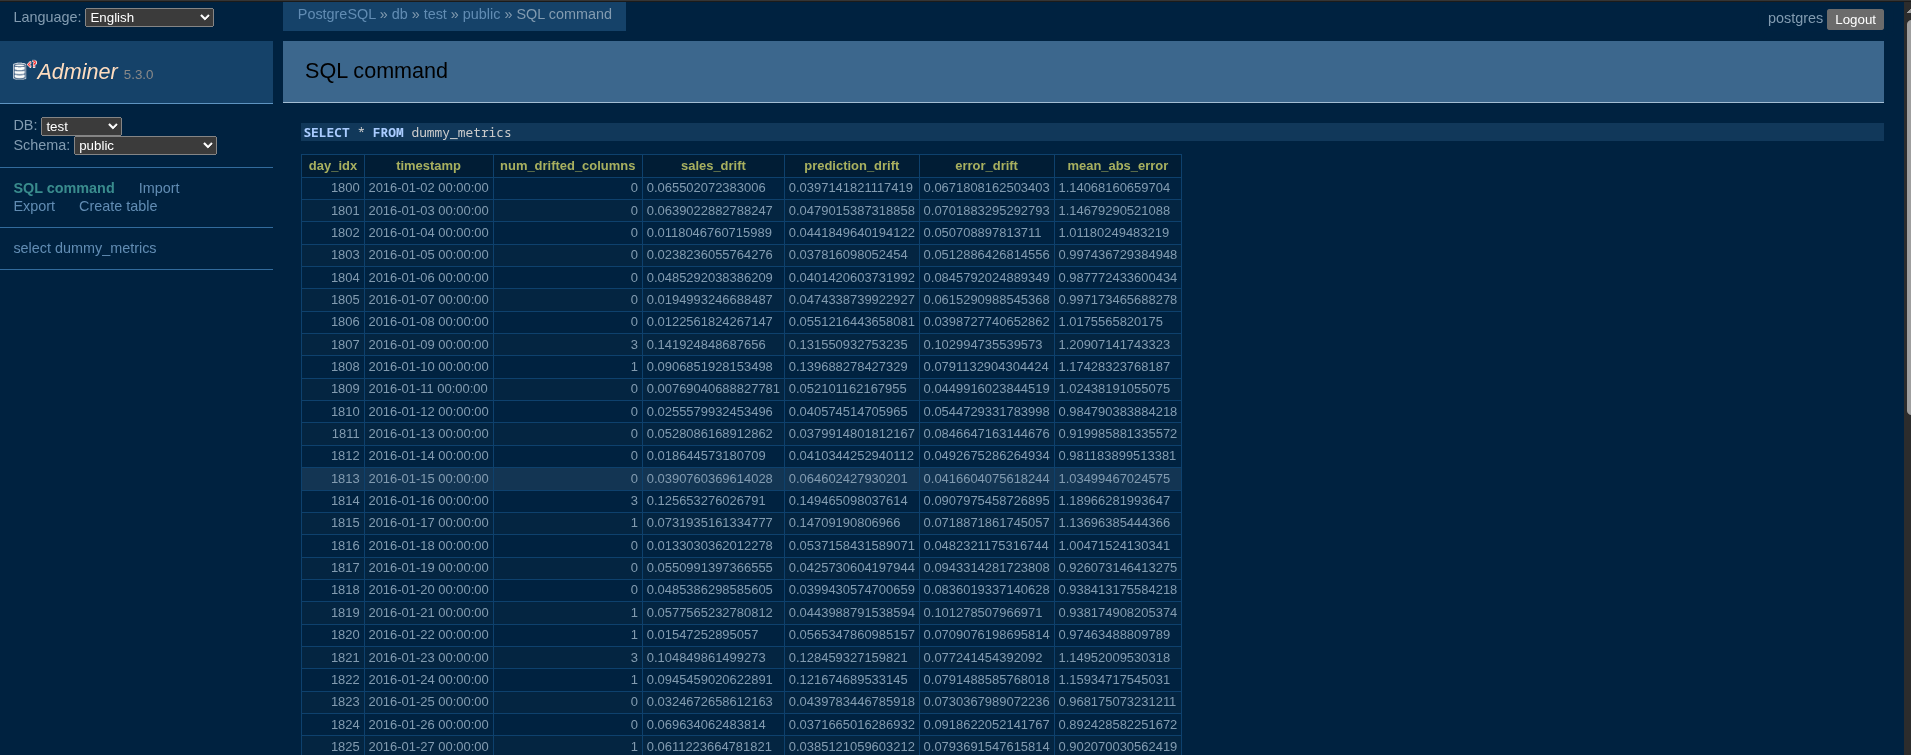 Language: English
PostgreSQL » db » test » public » SQL command
postgres Logout
Adminer 5.3.0
SQL command
DB: test
Schema: public
SQL command Import
Export Create table
select dummy_metrics
SELECT * FROM dummy_metrics
day_idx timestamp num_drifted_columns sales_drift prediction_drift error_drift mean_abs_error
1800 2016-01-02 00:00:00 0 0.065502072383006 0.0397141821117419 0.0671808162503403 1.14068160659704
1801 2016-01-03 00:00:00 0 0.0639022882788247 0.0479015387318858 0.0701883295292793 1.14679290521088
1802 2016-01-04 00:00:00 0 0.0118046760715989 0.0441849640194122 0.050708897813711 1.01180249483219
1803 2016-01-05 00:00:00 0 0.0238236055764276 0.037816098052454 0.0512886426814556 0.997436729384948
1804 2016-01-06 00:00:00 0 0.0485292038386209 0.0401420603731992 0.0845792024889349 0.987772433600434
1805 2016-01-07 00:00:00 0 0.0194993246688487 0.0474338739922927 0.0615290988545368 0.997173465688278
1806 2016-01-08 00:00:00 0 0.0122561824267147 0.0551216443658081 0.0398727740652862 1.0175565820175
1807 2016-01-09 00:00:00 3 0.141924848687656 0.131550932753235 0.102994735539573 1.20907141743323
1808 2016-01-10 00:00:00 1 0.0906851928153498 0.139688278427329 0.0791132904304424 1.17428323768187
1809 2016-01-11 00:00:00 0 0.00769040688827781 0.052101162167955 0.0449916023844519 1.02438191055075
1810 2016-01-12 00:00:00 0 0.0255579932453496 0.040574514705965 0.0544729331783998 0.984790383884218
1811 2016-01-13 00:00:00 0 0.0528086168912862 0.0379914801812167 0.0846647163144676 0.919985881335572
1812 2016-01-14 00:00:00 0 0.018644573180709 0.0410344252940112 0.0492675286264934 0.981183899513381
1813 2016-01-15 00:00:00 0 0.0390760369614028 0.064602427930201 0.0416604075618244 1.03499467024575
1814 2016-01-16 00:00:00 3 0.125653276026791 0.149465098037614 0.0907975458726895 1.18966281993647
1815 2016-01-17 00:00:00 1 0.0731935161334777 0.14709190806966 0.0718871861745057 1.13696385444366
1816 2016-01-18 00:00:00 0 0.0133030362012278 0.0537158431589071 0.0482321175316744 1.00471524130341
1817 2016-01-19 00:00:00 0 0.0550991397366555 0.0425730604197944 0.0943314281723808 0.926073146413275
1818 2016-01-20 00:00:00 0 0.0485386298585605 0.0399430574700659 0.0836019337140628 0.938413175584218
1819 2016-01-21 00:00:00 1 0.0577565232780812 0.0443988791538594 0.101278507966971 0.938174908205374
1820 2016-01-22 00:00:00 1 0.01547252895057 0.0565347860985157 0.0709076198695814 0.97463488809789
1821 2016-01-23 00:00:00 3 0.104849861499273 0.128459327159821 0.077241454392092 1.14952009530318
1822 2016-01-24 00:00:00 1 0.0945459020622891 0.121674689533145 0.0791488585768018 1.15934717545031
1823 2016-01-25 00:00:00 0 0.0324672658612163 0.0439783446785918 0.0730367989072236 0.968175073231211
1824 2016-01-26 00:00:00 0 0.069634062483814 0.0371665016286932 0.0918622052141767 0.892428582251672
1825 2016-01-27 00:00:00 1 0.0611223664781821 0.0385121059603212 0.0793691547615814 0.902070030562419